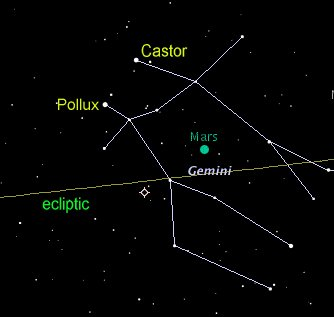 Castor
Pollux
Mars
Gemini
ecliptic